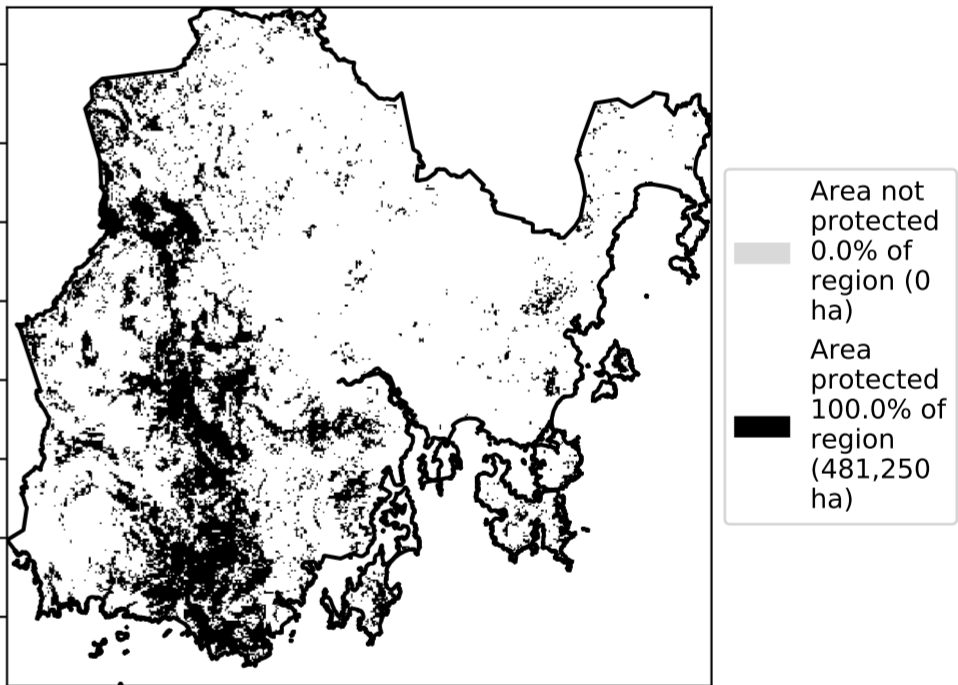 Area not
protected
0.0% of
region (0
ha)
Area
protected
100.0% of
region
(481,250
ha)